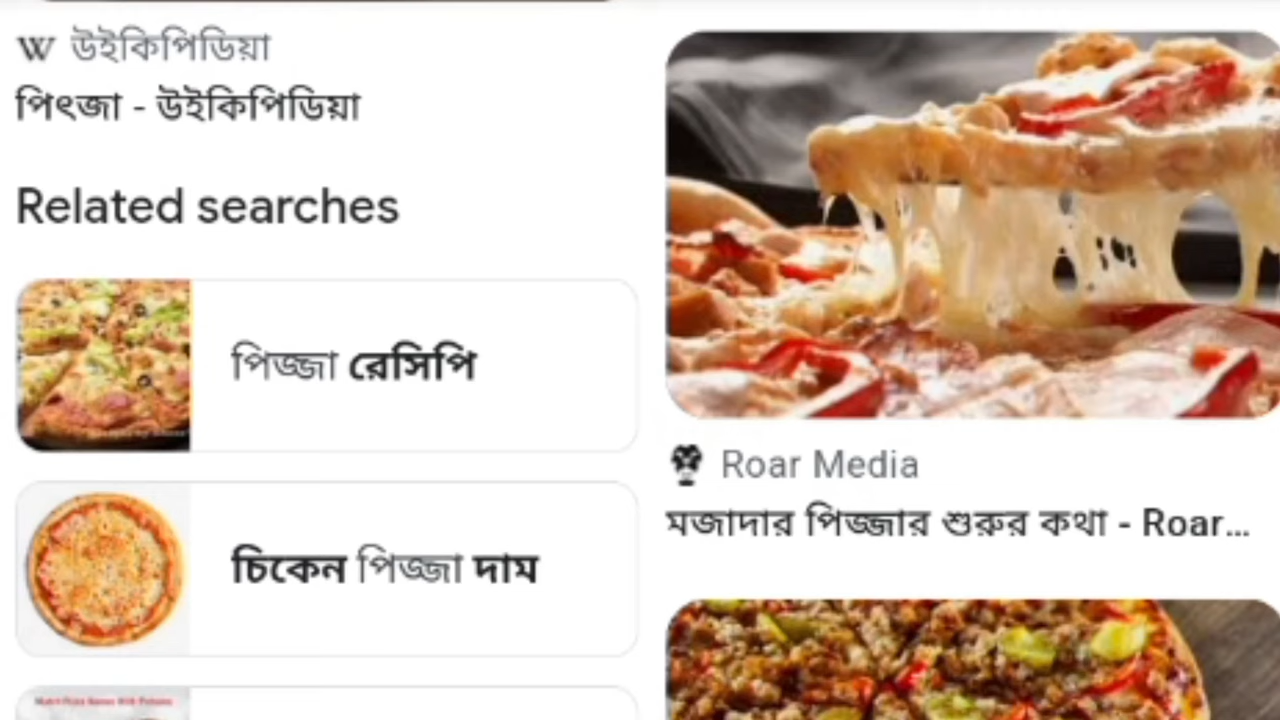 উইকিপিডিয়া
পিৎজা - উইকিপিডিয়া
Related searches
পিজ্জা রেসিপি
চিকেন পিজ্জা দাম
Roar Media
মজাদার পিজ্জার শুরুর কথা - Roar...